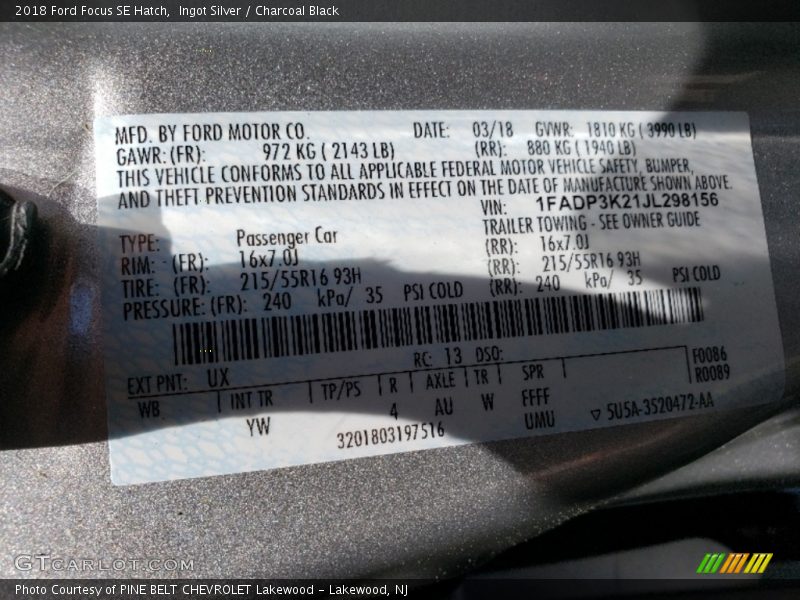 2018 Ford Focus SE Hatch,  Ingot Silver / Charcoal Black
MFD. BY FORD MOTOR CO. DATE: 03/18 GVWR: 1810 KG ( 3990 LB)
GAWR: (FR): 972 KG ( 2143 LB) (RR): 880 KG ( 1940 LB)
THIS VEHICLE CONFORMS TO ALL APPLICABLE FEDERAL MOTOR VEHICLE SAFETY, BUMPER,
AND THEFT PREVENTION STANDARDS IN EFFECT ON THE DATE OF MANUFACTURE SHOWN ABOVE.
VIN: 1FADP3K21JL298156
TRAILER TOWING - SEE OWNER GUIDE
TYPE: Passenger Car
RIM: (FR): 16x7.0J (RR): 16x7.0J
TIRE: (FR): 215/55R16 93H (RR): 215/55R16 93H
PRESSURE: (FR): 240 kPa/ 35 PSI COLD (RR): 240 kPa/ 35 PSI COLD
RC: 13 DSO:
EXT PNT: UX F0086
WB INT TR TP/PS R AXLE TR SPR R0089
YW 4 AU W FFFF
3201803197516 UMU ▽ 5U5A-3520472-AA
GTCARLOT.COM
Photo Courtesy of PINE BELT CHEVROLET Lakewood - Lakewood, NJ